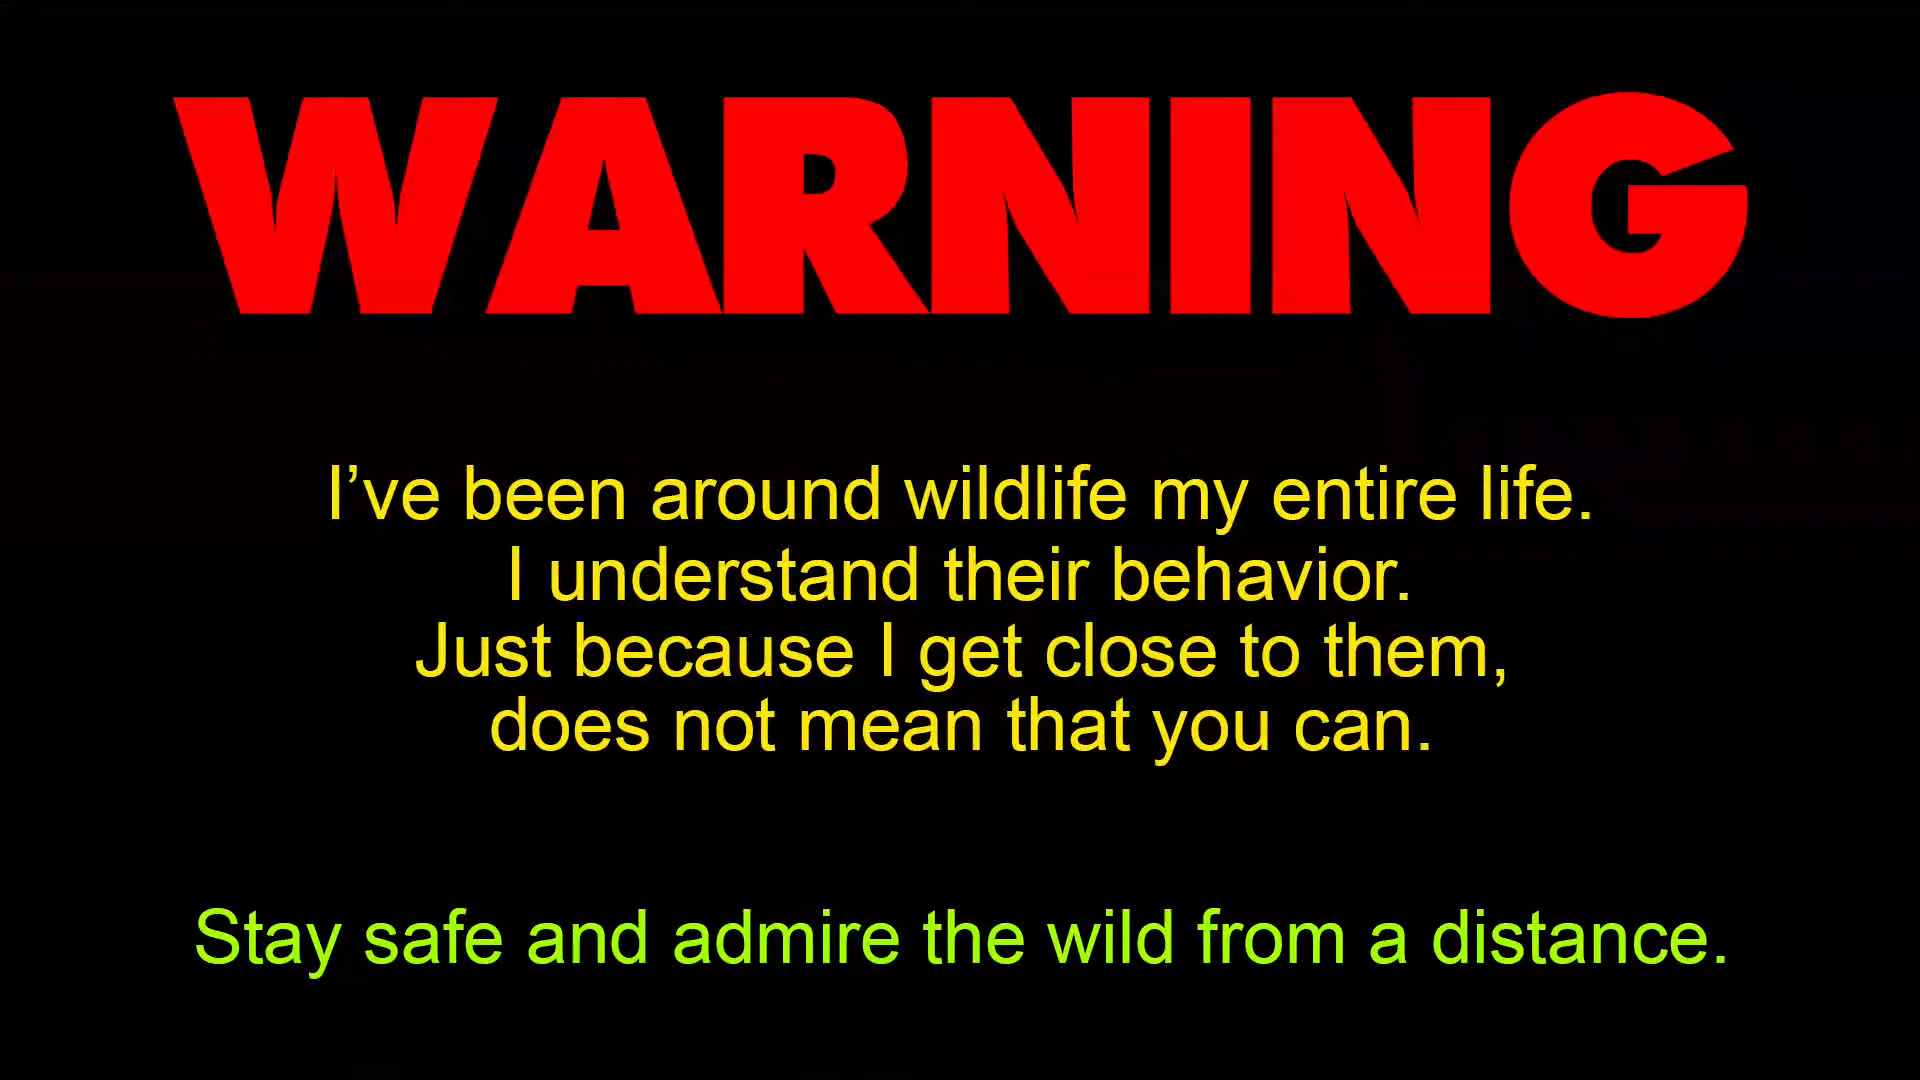 WARNING
I’ve been around wildlife my entire life.
I understand their behavior.
Just because I get close to them,
does not mean that you can.
Stay safe and admire the wild from a distance.